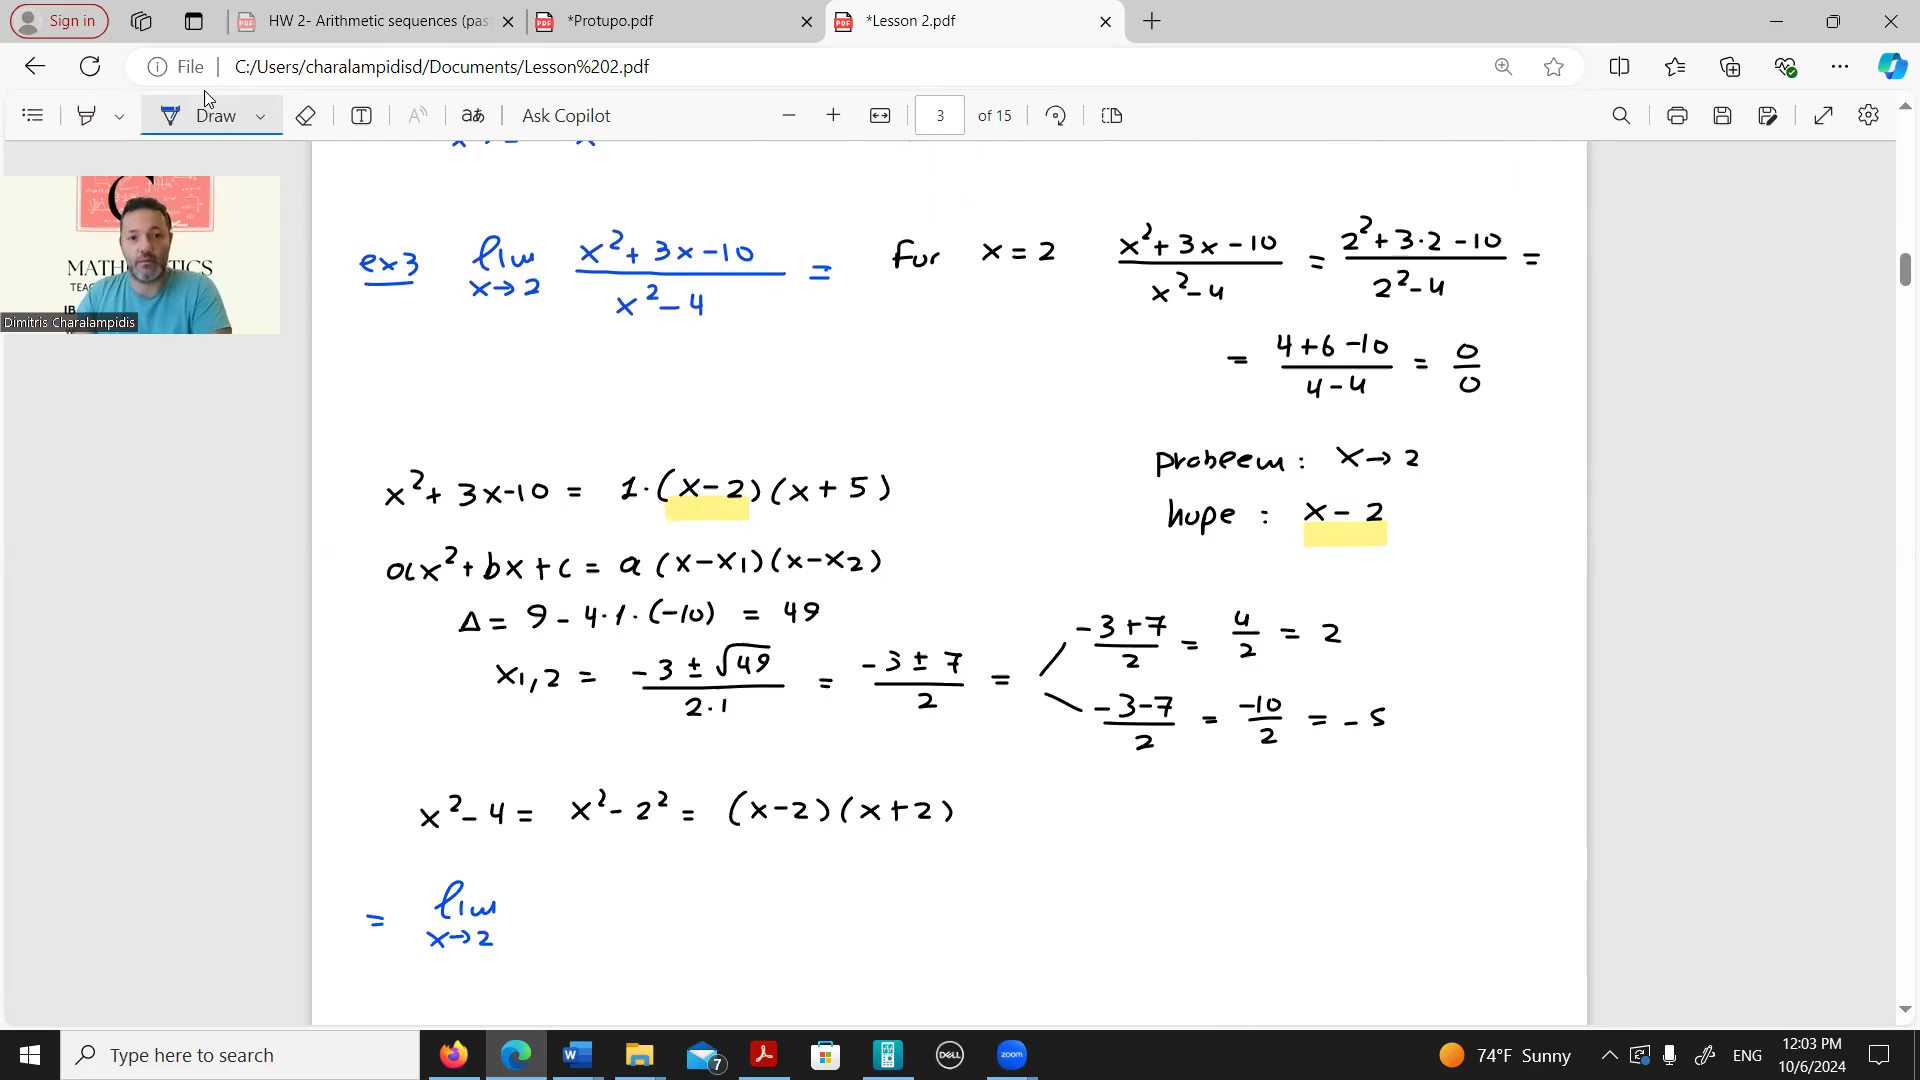 Sign in
HW 2- Arithmetic sequences (pas
*Protupo.pdf
*Lesson 2.pdf
File
C:/Users/charalampidisd/Documents/Lesson%202.pdf
Draw
aあ
Ask Copilot
3 of 15
MATHEMATICS
Dimitris Charalampidis
ex3 lim x→2 (x²+3x-10)/(x²-4) =
For x=2 (x²+3x-10)/(x²-4) = (2²+3·2-10)/(2²-4) =
= (4+6-10)/(4-4) = 0/0
problem: x→2
x²+3x-10 = 1·(x-2)(x+5)
hope: x-2
ax²+bx+c = a(x-x1)(x-x2)
Δ = 9-4·1·(-10) = 49
x1,2 = (-3±√49)/(2·1) = (-3±7)/2 =
(-3+7)/2 = 4/2 = 2
(-3-7)/2 = -10/2 = -5
x²-4 = x²-2² = (x-2)(x+2)
= lim x→2
Type here to search
7
DELL
zoom
74°F Sunny
ENG
12:03 PM
10/6/2024